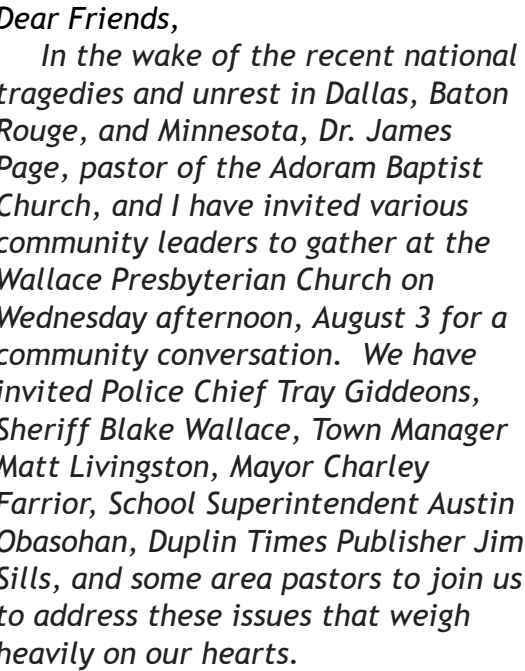 Dear Friends,
In the wake of the recent national
tragedies and unrest in Dallas, Baton
Rouge, and Minnesota, Dr. James
Page, pastor of the Adoram Baptist
Church, and I have invited various
community leaders to gather at the
Wallace Presbyterian Church on
Wednesday afternoon, August 3 for a
community conversation.  We have
invited Police Chief Tray Giddeons,
Sheriff Blake Wallace, Town Manager
Matt Livingston, Mayor Charley
Farrior, School Superintendent Austin
Obasohan, Duplin Times Publisher Jim
Sills, and some area pastors to join us
to address these issues that weigh
heavily on our hearts.